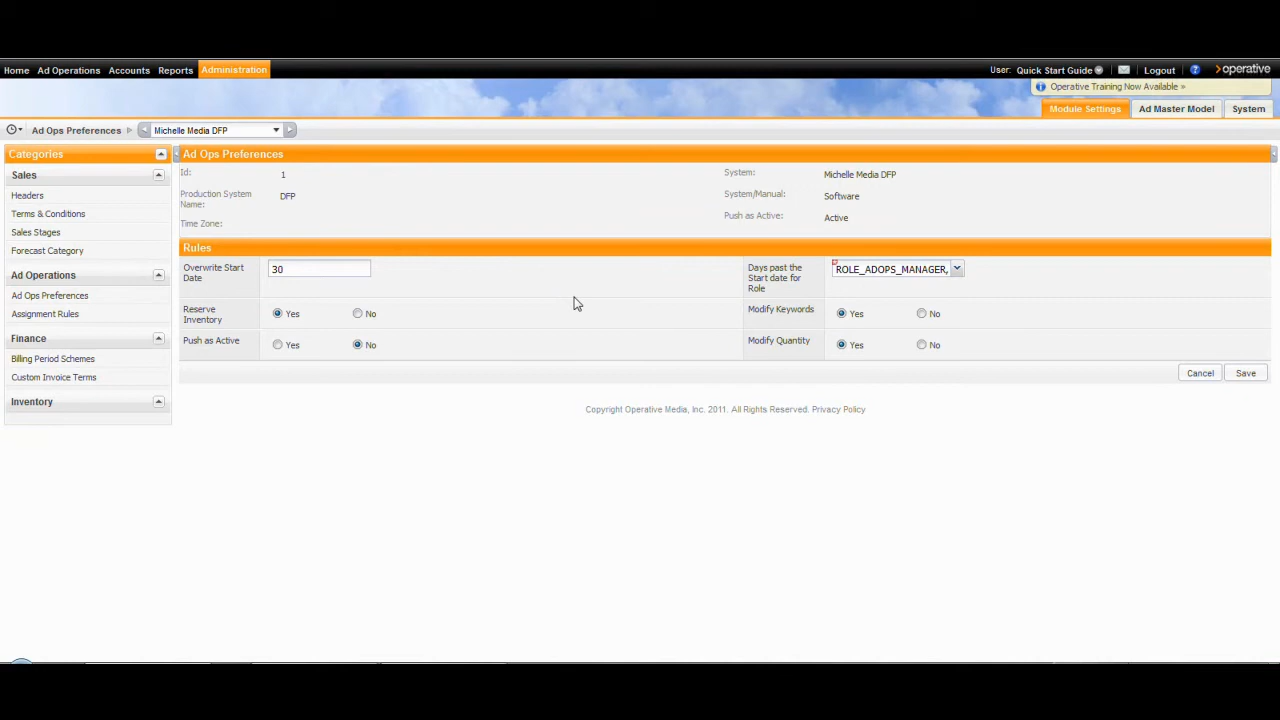 Home Ad Operations Accounts Reports Administration User: Quick Start Guide Logout ? operative
Operative Training Now Available »
Module Settings Ad Master Model System
Ad Ops Preferences Michelle Media DFP
Categories
Sales
Headers
Terms & Conditions
Sales Stages
Forecast Category
Ad Operations
Ad Ops Preferences
Assignment Rules
Finance
Billing Period Schemes
Custom Invoice Terms
Inventory
Ad Ops Preferences
Id: 1 System: Michelle Media DFP
Production System Name: DFP System/Manual: Software
Time Zone: Push as Active: Active
Rules
Overwrite Start Date 30 Days past the Start date for Role ROLE_ADOPS_MANAGER,
Reserve Inventory Yes No Modify Keywords Yes No
Push as Active Yes No Modify Quantity Yes No
Cancel Save
Copyright Operative Media, Inc. 2011. All Rights Reserved. Privacy Policy